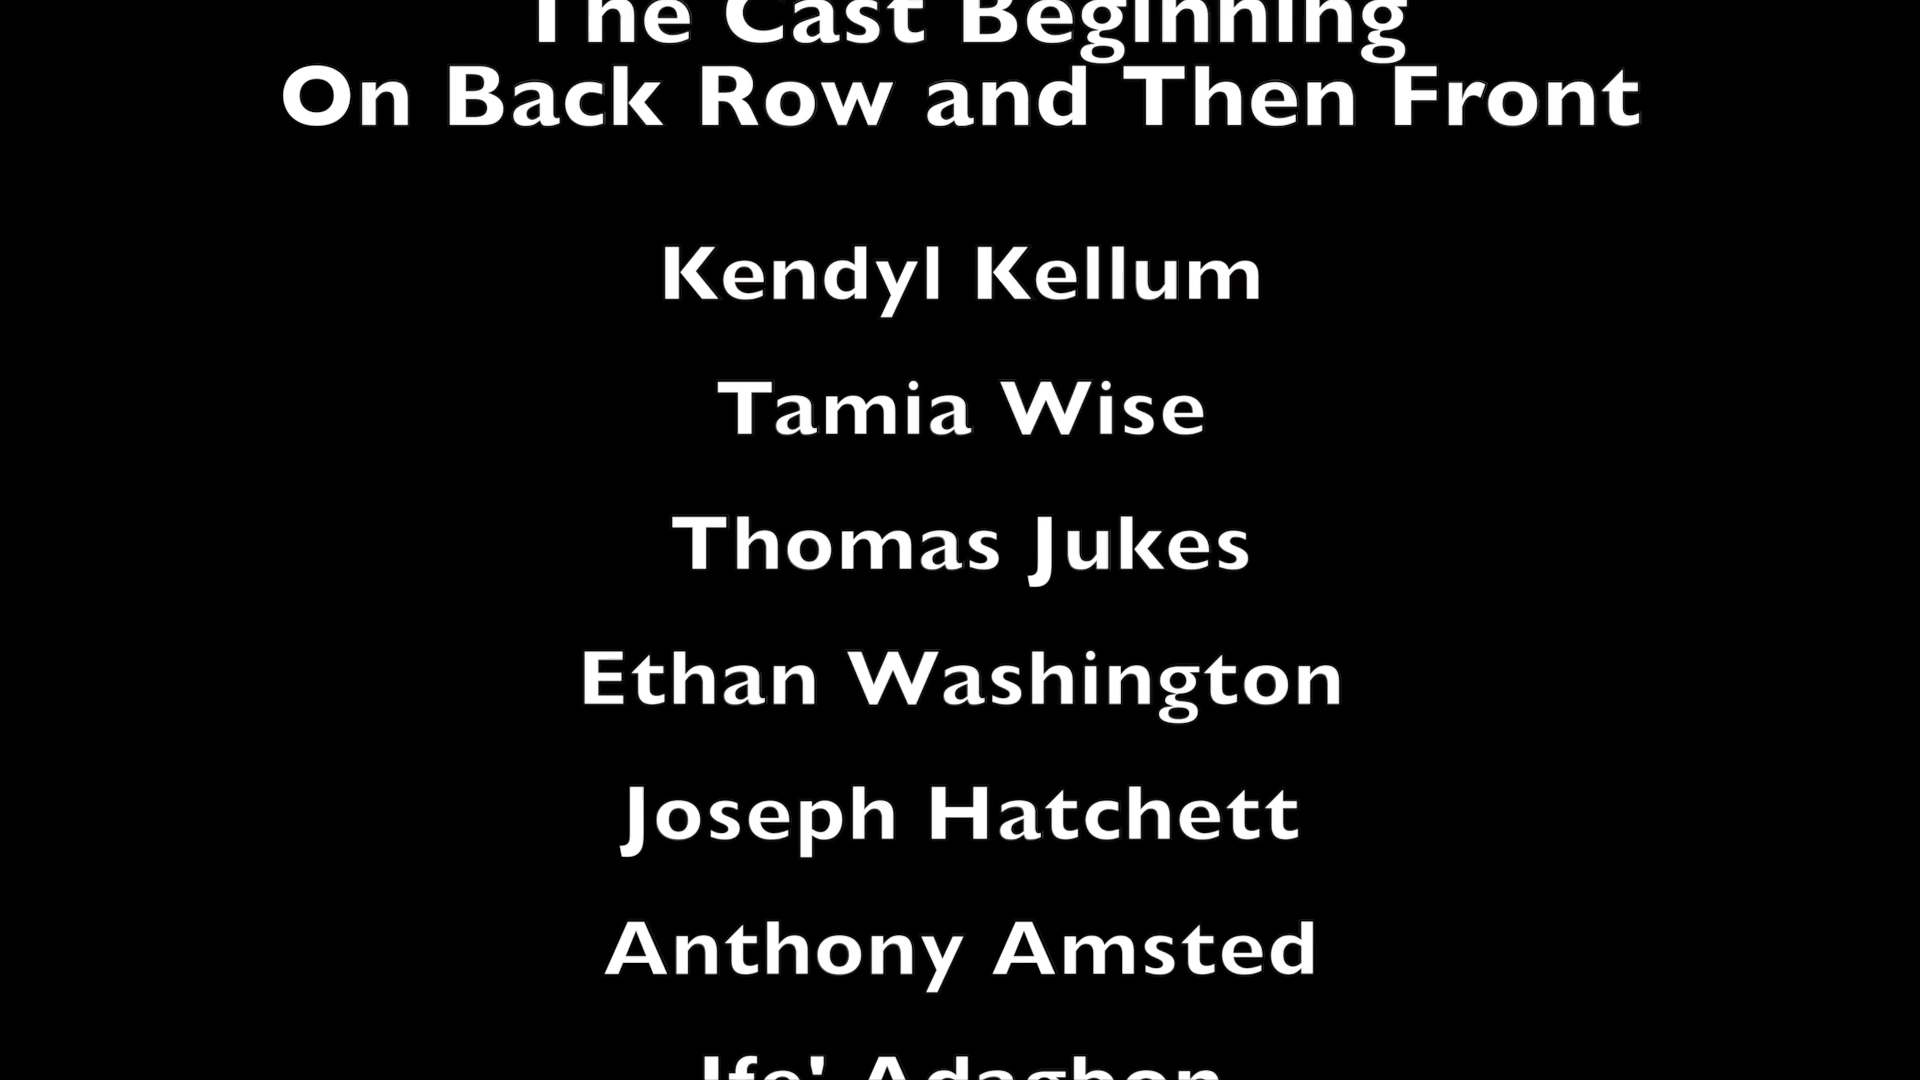 The Cast Beginning
On Back Row and Then Front
Kendyl Kellum
Tamia Wise
Thomas Jukes
Ethan Washington
Joseph Hatchett
Anthony Amsted
Ife'